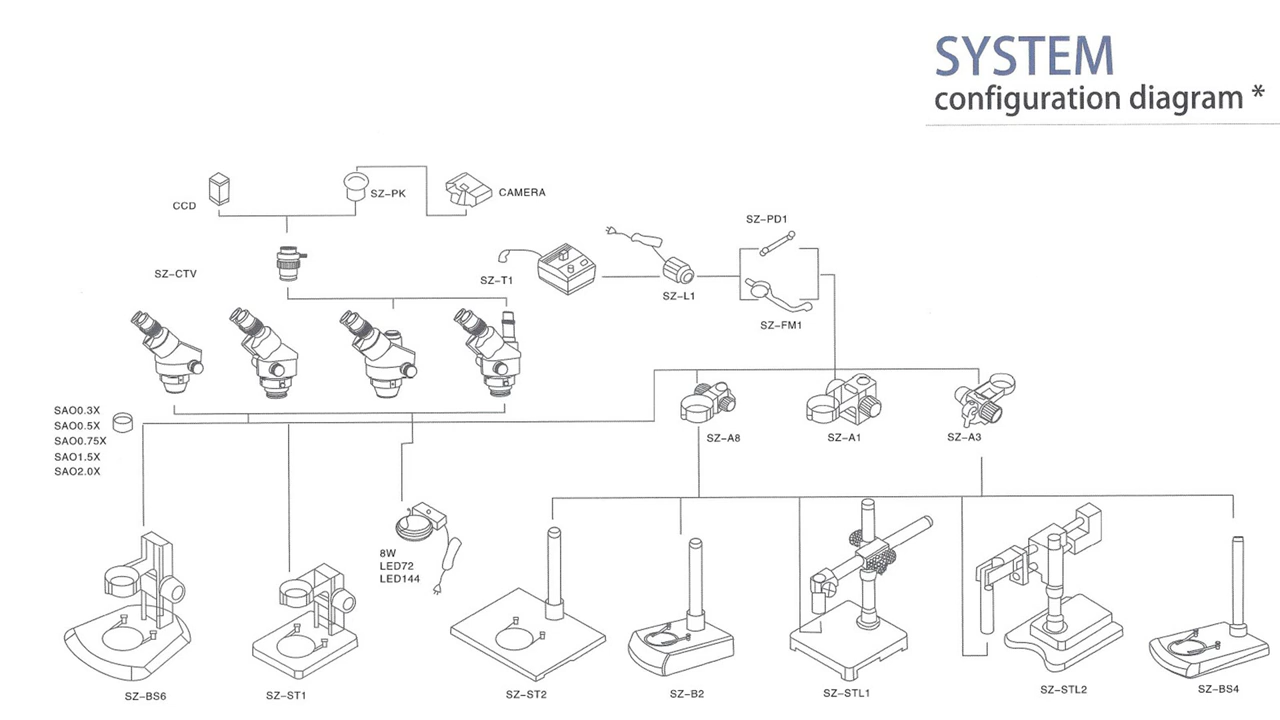 SYSTEM
configuration diagram *
CCD
SZ-PK
CAMERA
SZ-CTV
SZ-T1
SZ-L1
SZ-PD1
SZ-FM1
SAO0.3X
SAO0.5X
SAO0.75X
SAO1.5X
SAO2.0X
SZ-A8
SZ-A1
SZ-A3
8W
LED72
LED144
SZ-BS6
SZ-ST1
SZ-ST2
SZ-B2
SZ-STL1
SZ-STL2
SZ-BS4